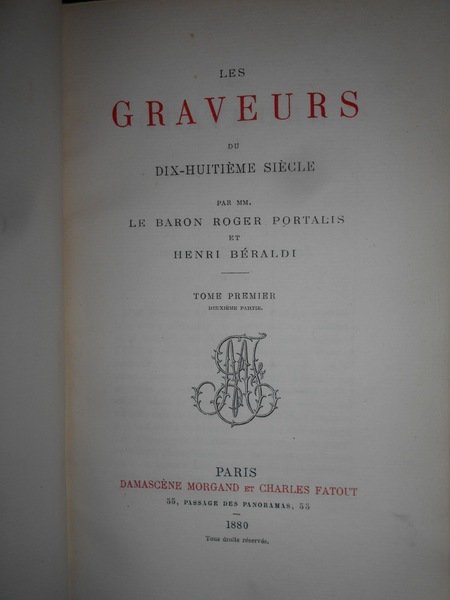 LES
GRAVEURS
DU
DIX-HUITIÈME SIÈCLE
PAR MM.
LE BARON ROGER PORTALIS
ET
HENRI BÉRALDI
TOME PREMIER
DEUXIÈME PARTIE.
PARIS
DAMASCÈNE MORGAND ET CHARLES FATOUT
55, PASSAGE DES PANORAMAS, 55
1880
Tous droits réservés.